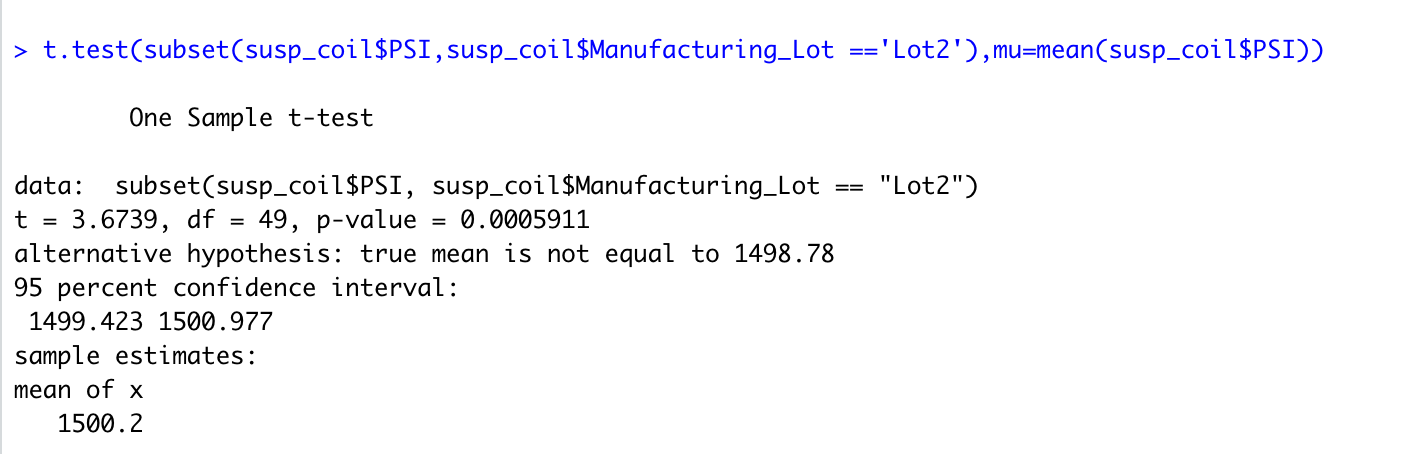 > t.test(subset(susp_coil$PSI,susp_coil$Manufacturing_Lot =='Lot2'),mu=mean(susp_coil$PSI))
One Sample t-test
data:  subset(susp_coil$PSI, susp_coil$Manufacturing_Lot == "Lot2")
t = 3.6739, df = 49, p-value = 0.0005911
alternative hypothesis: true mean is not equal to 1498.78
95 percent confidence interval:
1499.423 1500.977
sample estimates:
mean of x
1500.2